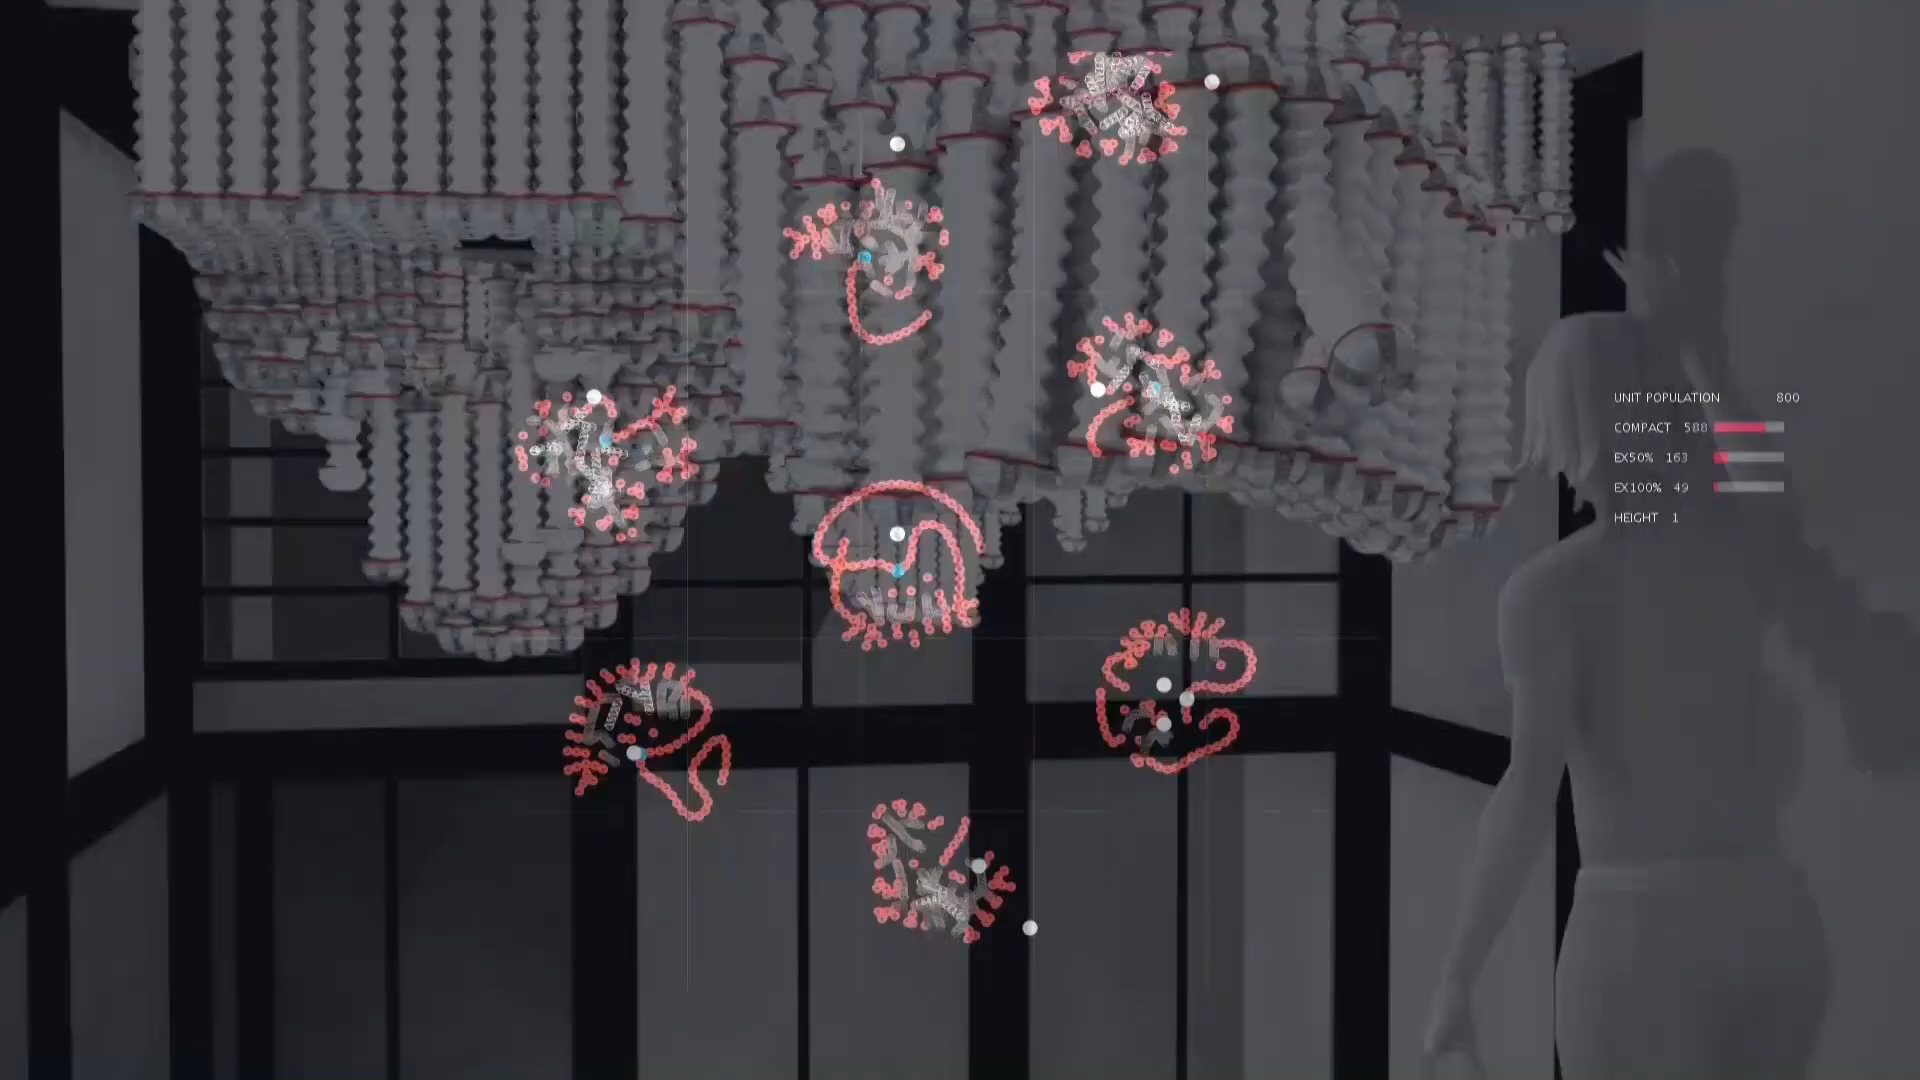 UNIT POPULATION 800
COMPACT 588
EX50% 163
EX100% 49
HEIGHT 1